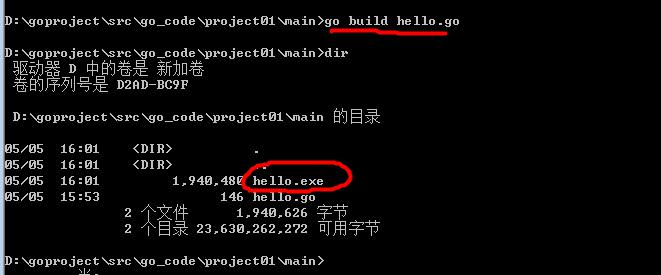 D:\goproject\src\go_code\project01\main>go build hello.go
D:\goproject\src\go_code\project01\main>dir
驱动器 D 中的卷是 新加卷
卷的序列号是 D2AD-BC9F
D:\goproject\src\go_code\project01\main 的目录
05/05 16:01 <DIR> .
05/05 16:01 <DIR> ..
05/05 16:01 1,940,480 hello.exe
05/05 15:53 146 hello.go
2 个文件 1,940,626 字节
2 个目录 23,630,262,272 可用字节
D:\goproject\src\go_code\project01\main>